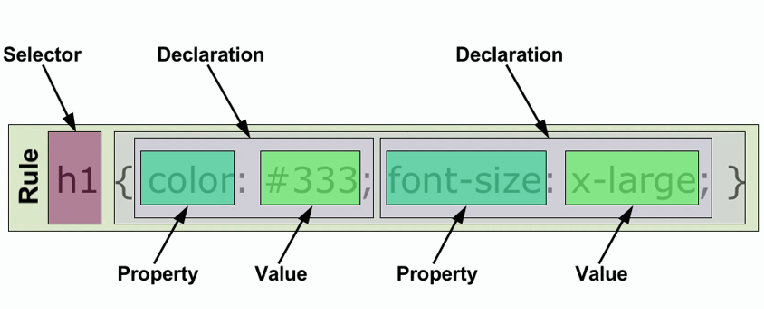 Selector Declaration Declaration
Rule h1 { color: #333; font-size: x-large; }
Property Value Property Value